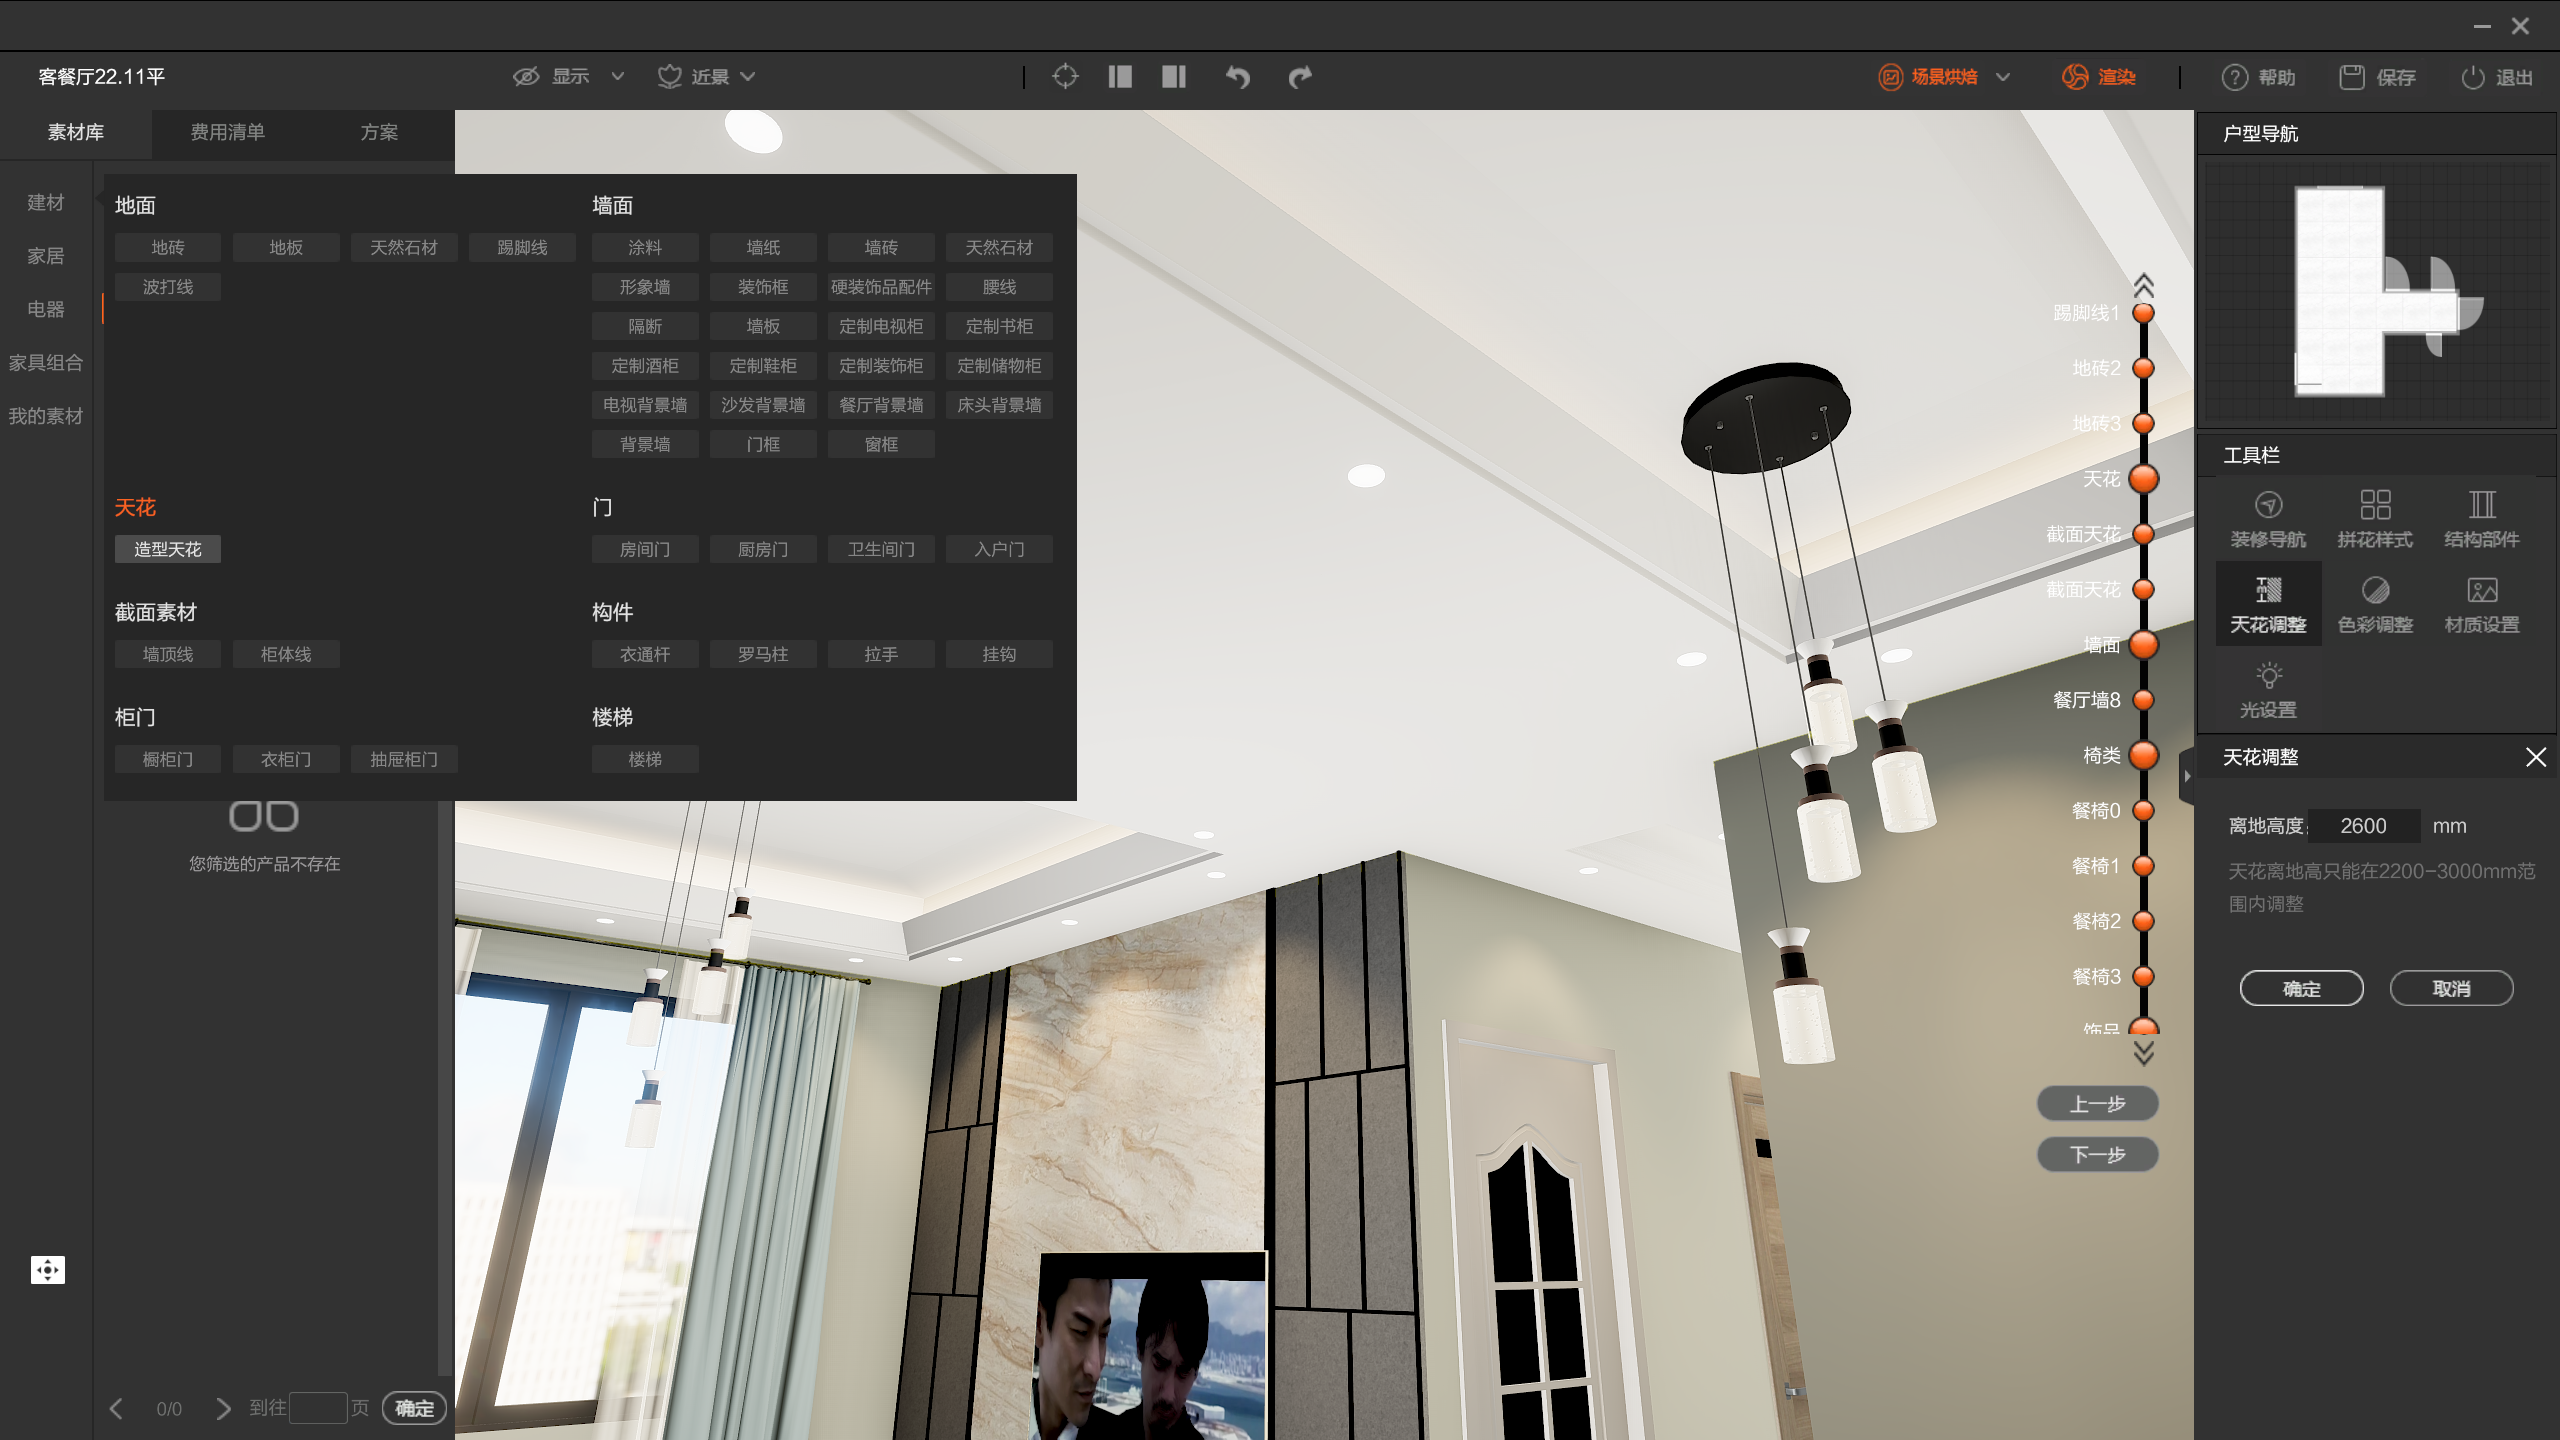 客餐厅22.11平
显示
近景
场景烘焙
渲染
帮助
保存
退出
素材库
费用清单
方案
建材
家居
电器
家具组合
我的素材
地面
地砖
地板
天然石材
踢脚线
波打线
墙面
涂料
墙纸
墙砖
天然石材
形象墙
装饰框
硬装饰品配件
腰线
隔断
墙板
定制电视柜
定制书柜
定制酒柜
定制鞋柜
定制装饰柜
定制储物柜
电视背景墙
沙发背景墙
餐厅背景墙
床头背景墙
背景墙
门框
窗框
天花
造型天花
门
房间门
厨房门
卫生间门
入户门
截面素材
墙顶线
柜体线
构件
衣通杆
罗马柱
拉手
挂钩
柜门
橱柜门
衣柜门
抽屉柜门
楼梯
楼梯
您筛选的产品不存在
0/0
到往
页
确定
踢脚线1
地砖2
地砖3
天花
截面天花
截面天花
墙面
餐厅墙8
椅类
餐椅0
餐椅1
餐椅2
餐椅3
饰品
上一步
下一步
户型导航
工具栏
装修导航
拼花样式
结构部件
天花调整
色彩调整
材质设置
光设置
天花调整
离地高度: 2600 mm
天花离地高只能在2200-3000mm范
围内调整
确定
取消